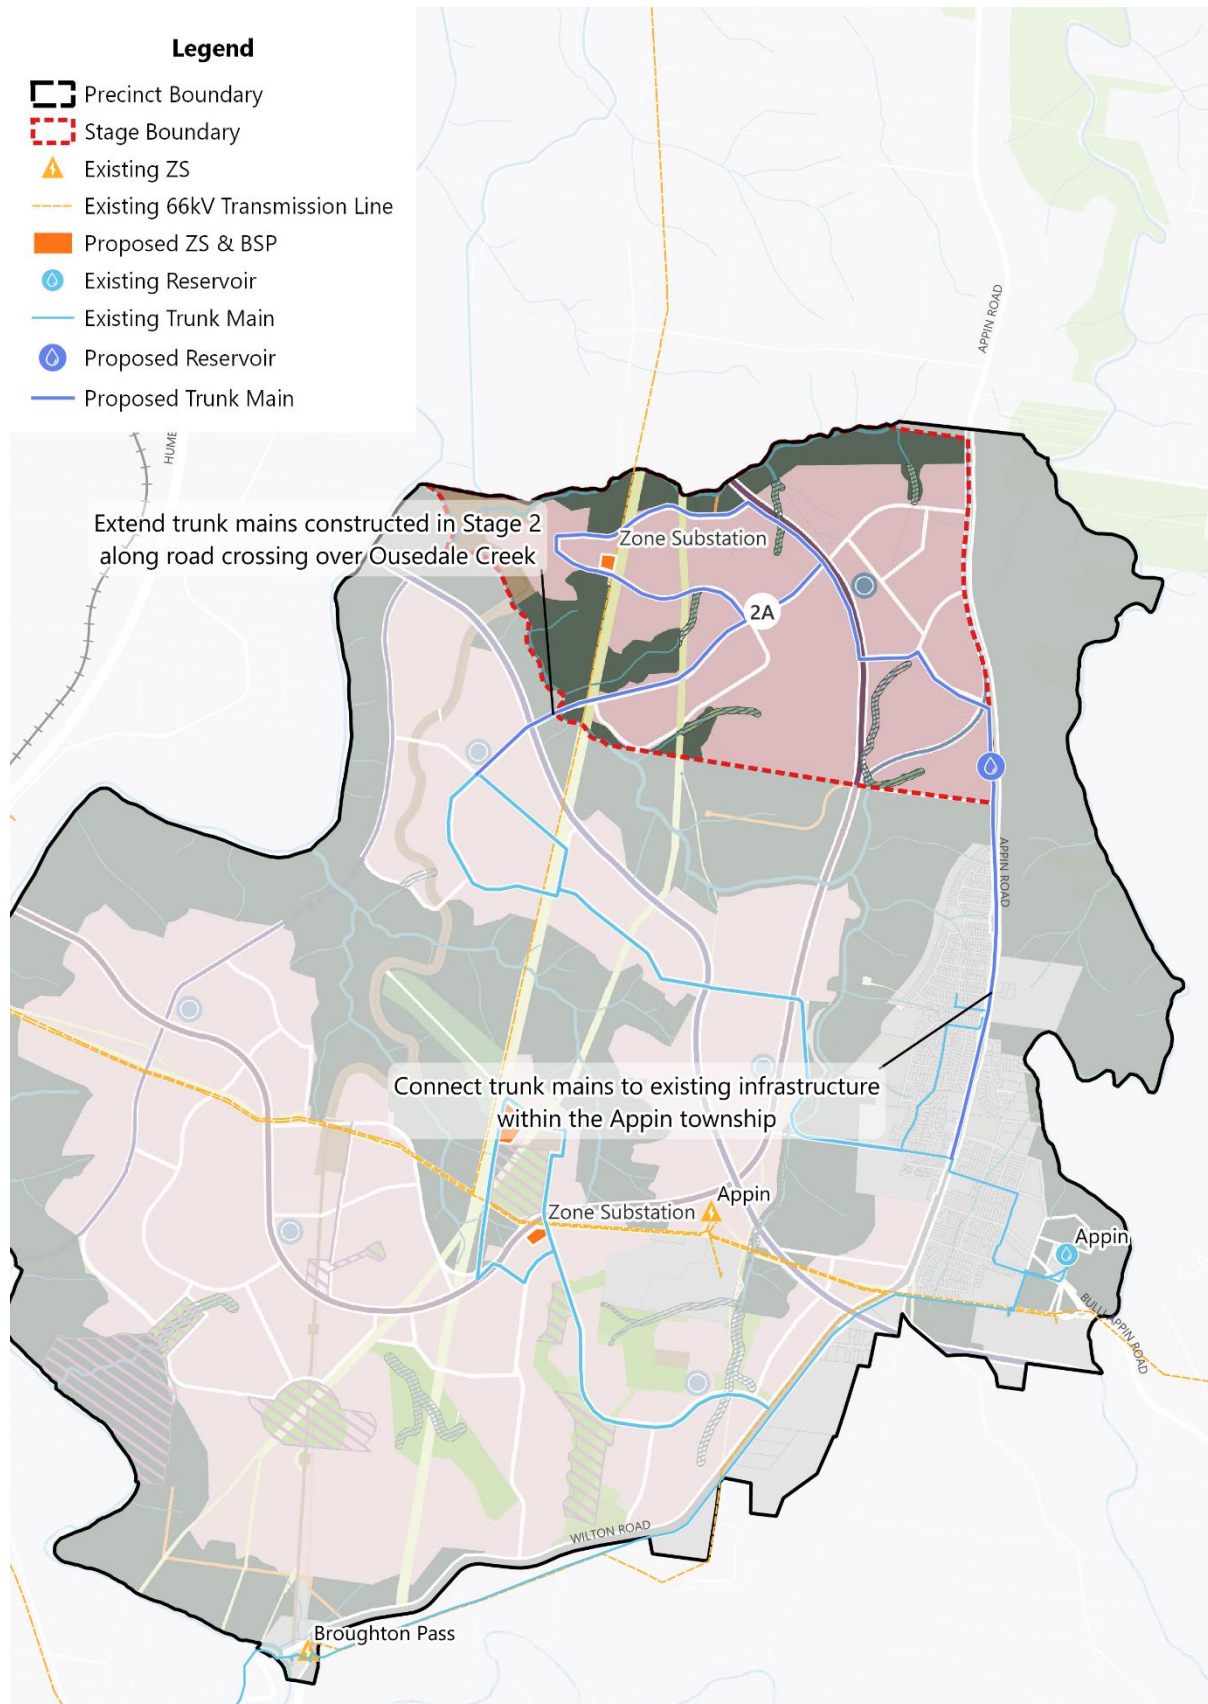 Legend
Precinct Boundary
Stage Boundary
Existing ZS
Existing 66kV Transmission Line
Proposed ZS & BSP
Existing Reservoir
Existing Trunk Main
Proposed Reservoir
Proposed Trunk Main
APPIN ROAD
HUME
Extend trunk mains constructed in Stage 2
along road crossing over Ousedale Creek
Zone Substation
2A
APPIN ROAD
Connect trunk mains to existing infrastructure
within the Appin township
Appin
Zone Substation
Appin
BULLI APPIN ROAD
WILTON ROAD
Broughton Pass